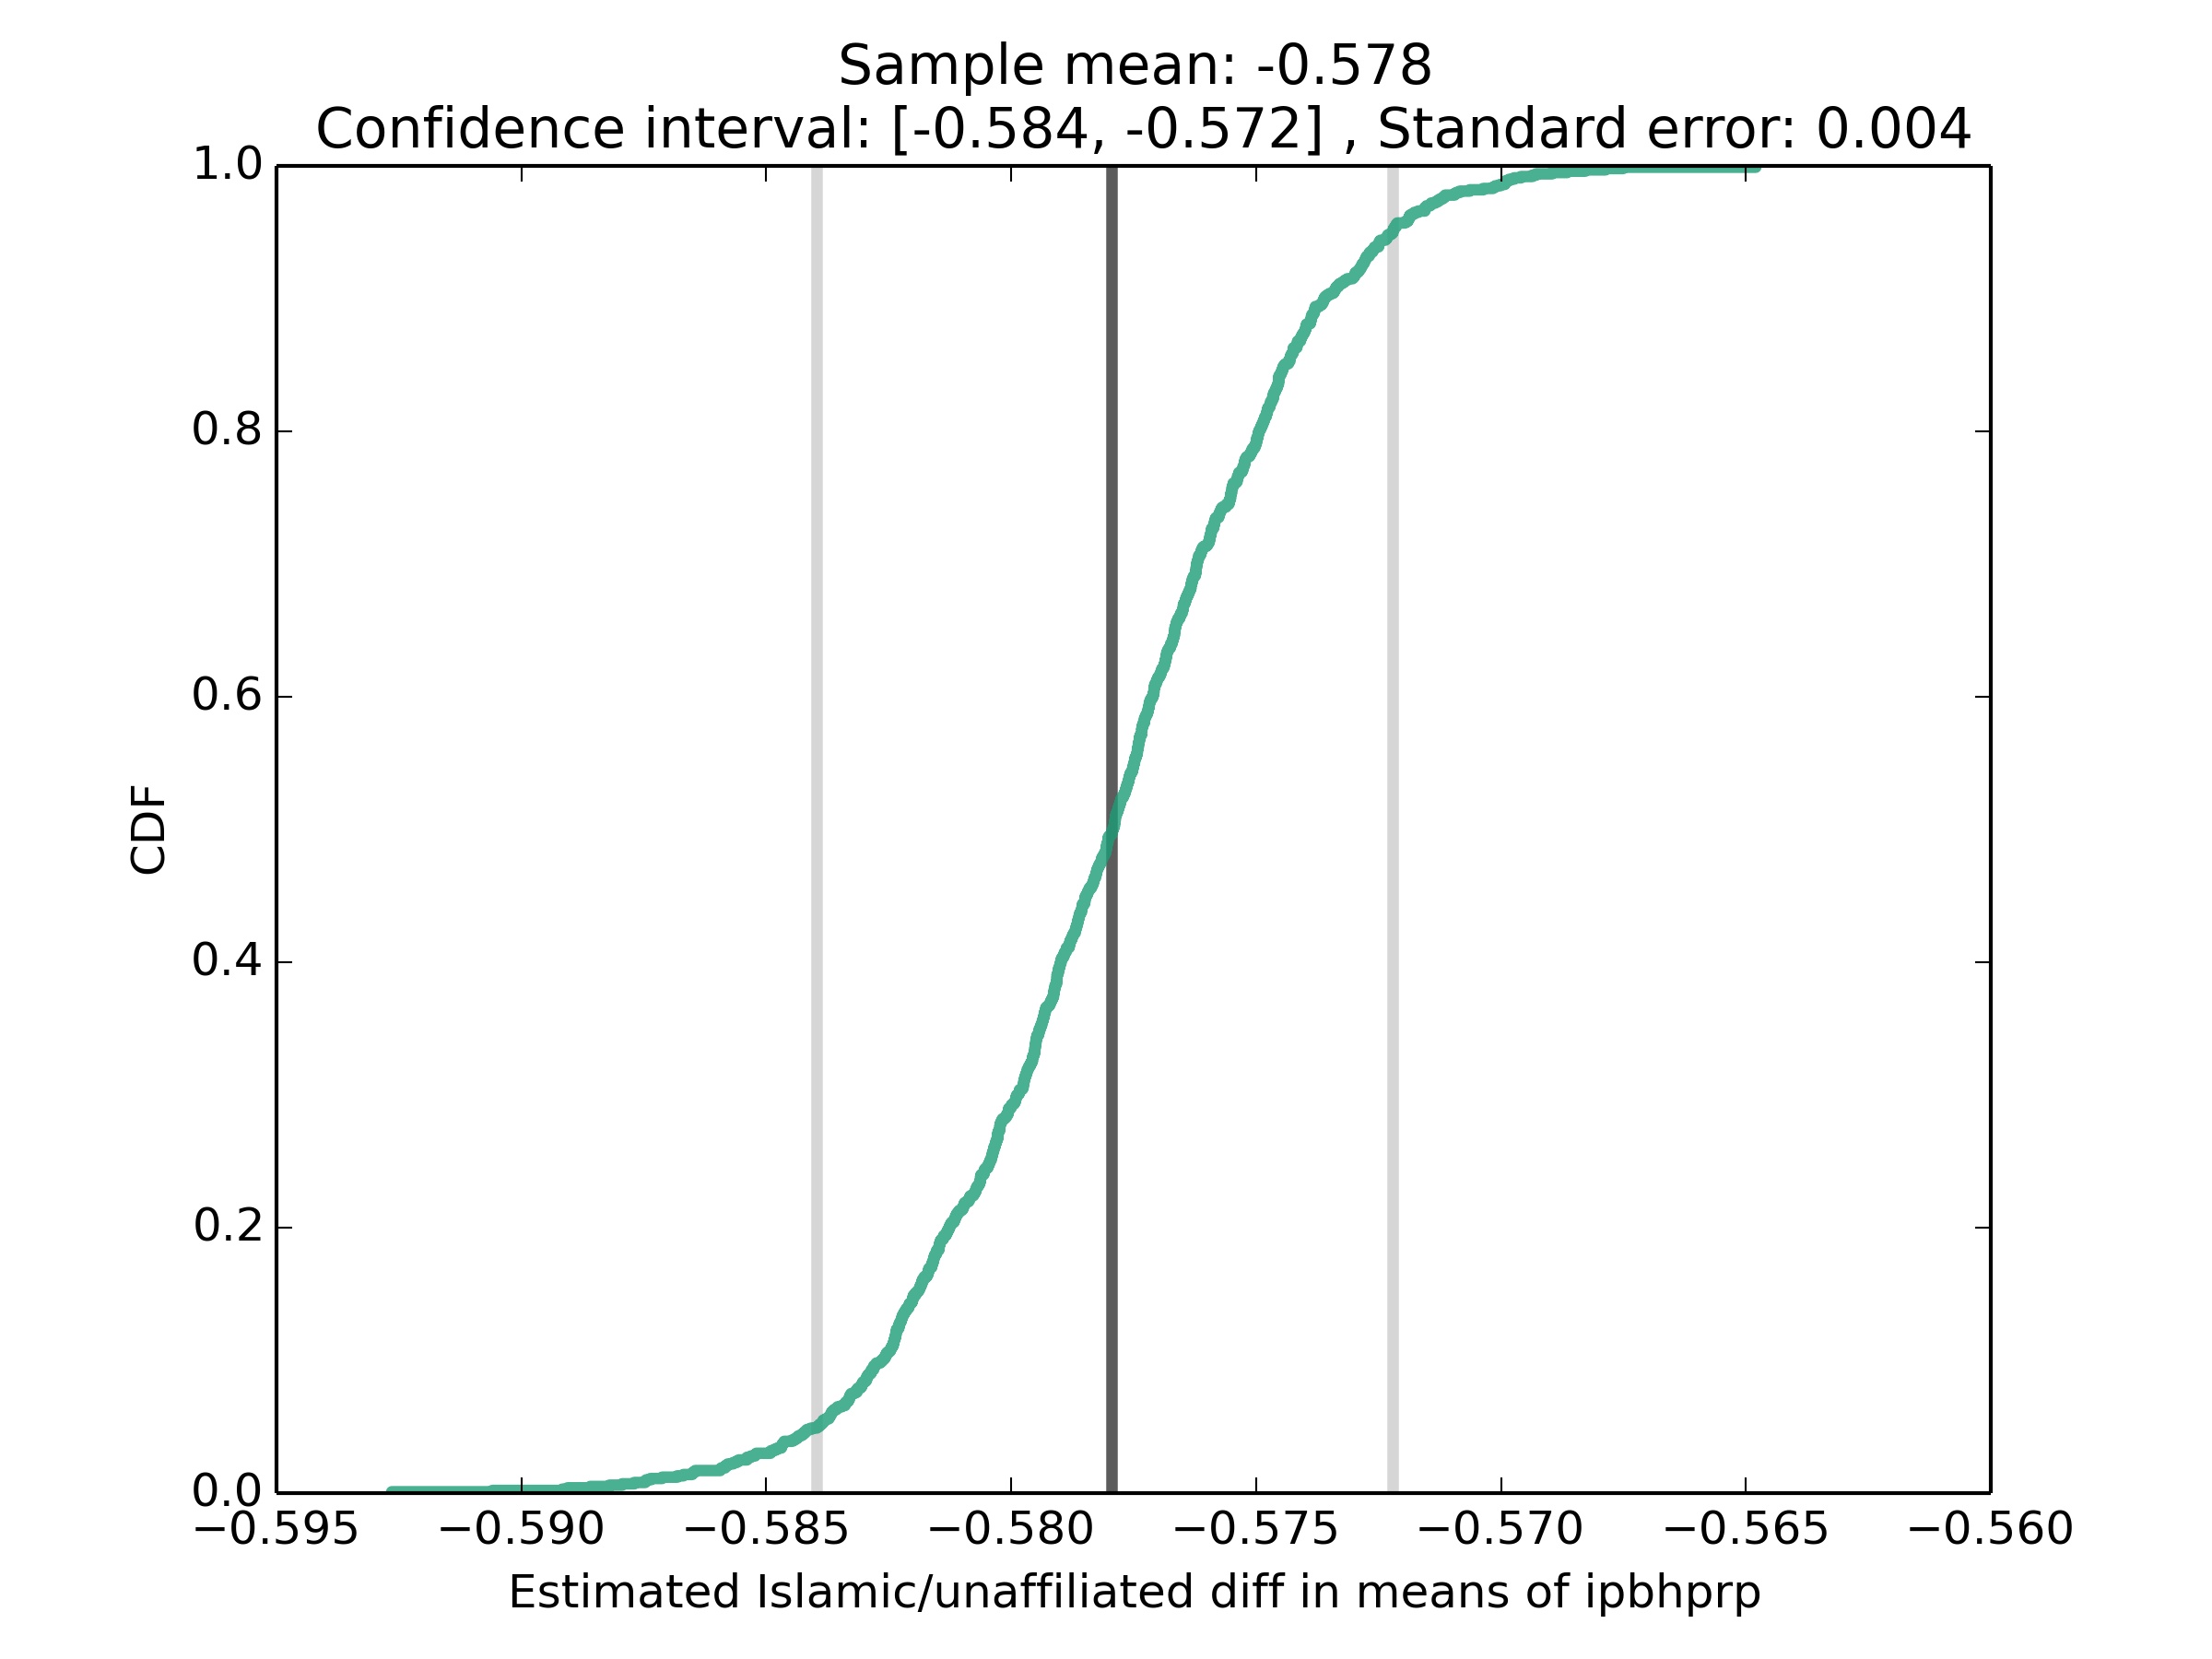 Sample mean: -0.578
Confidence interval: [-0.584, -0.572] , Standard error: 0.004
1.0
0.8
0.6
0.4
0.2
0.0
CDF
−0.595 −0.590 −0.585 −0.580 −0.575 −0.570 −0.565 −0.560
Estimated Islamic/unaffiliated diff in means of ipbhprp